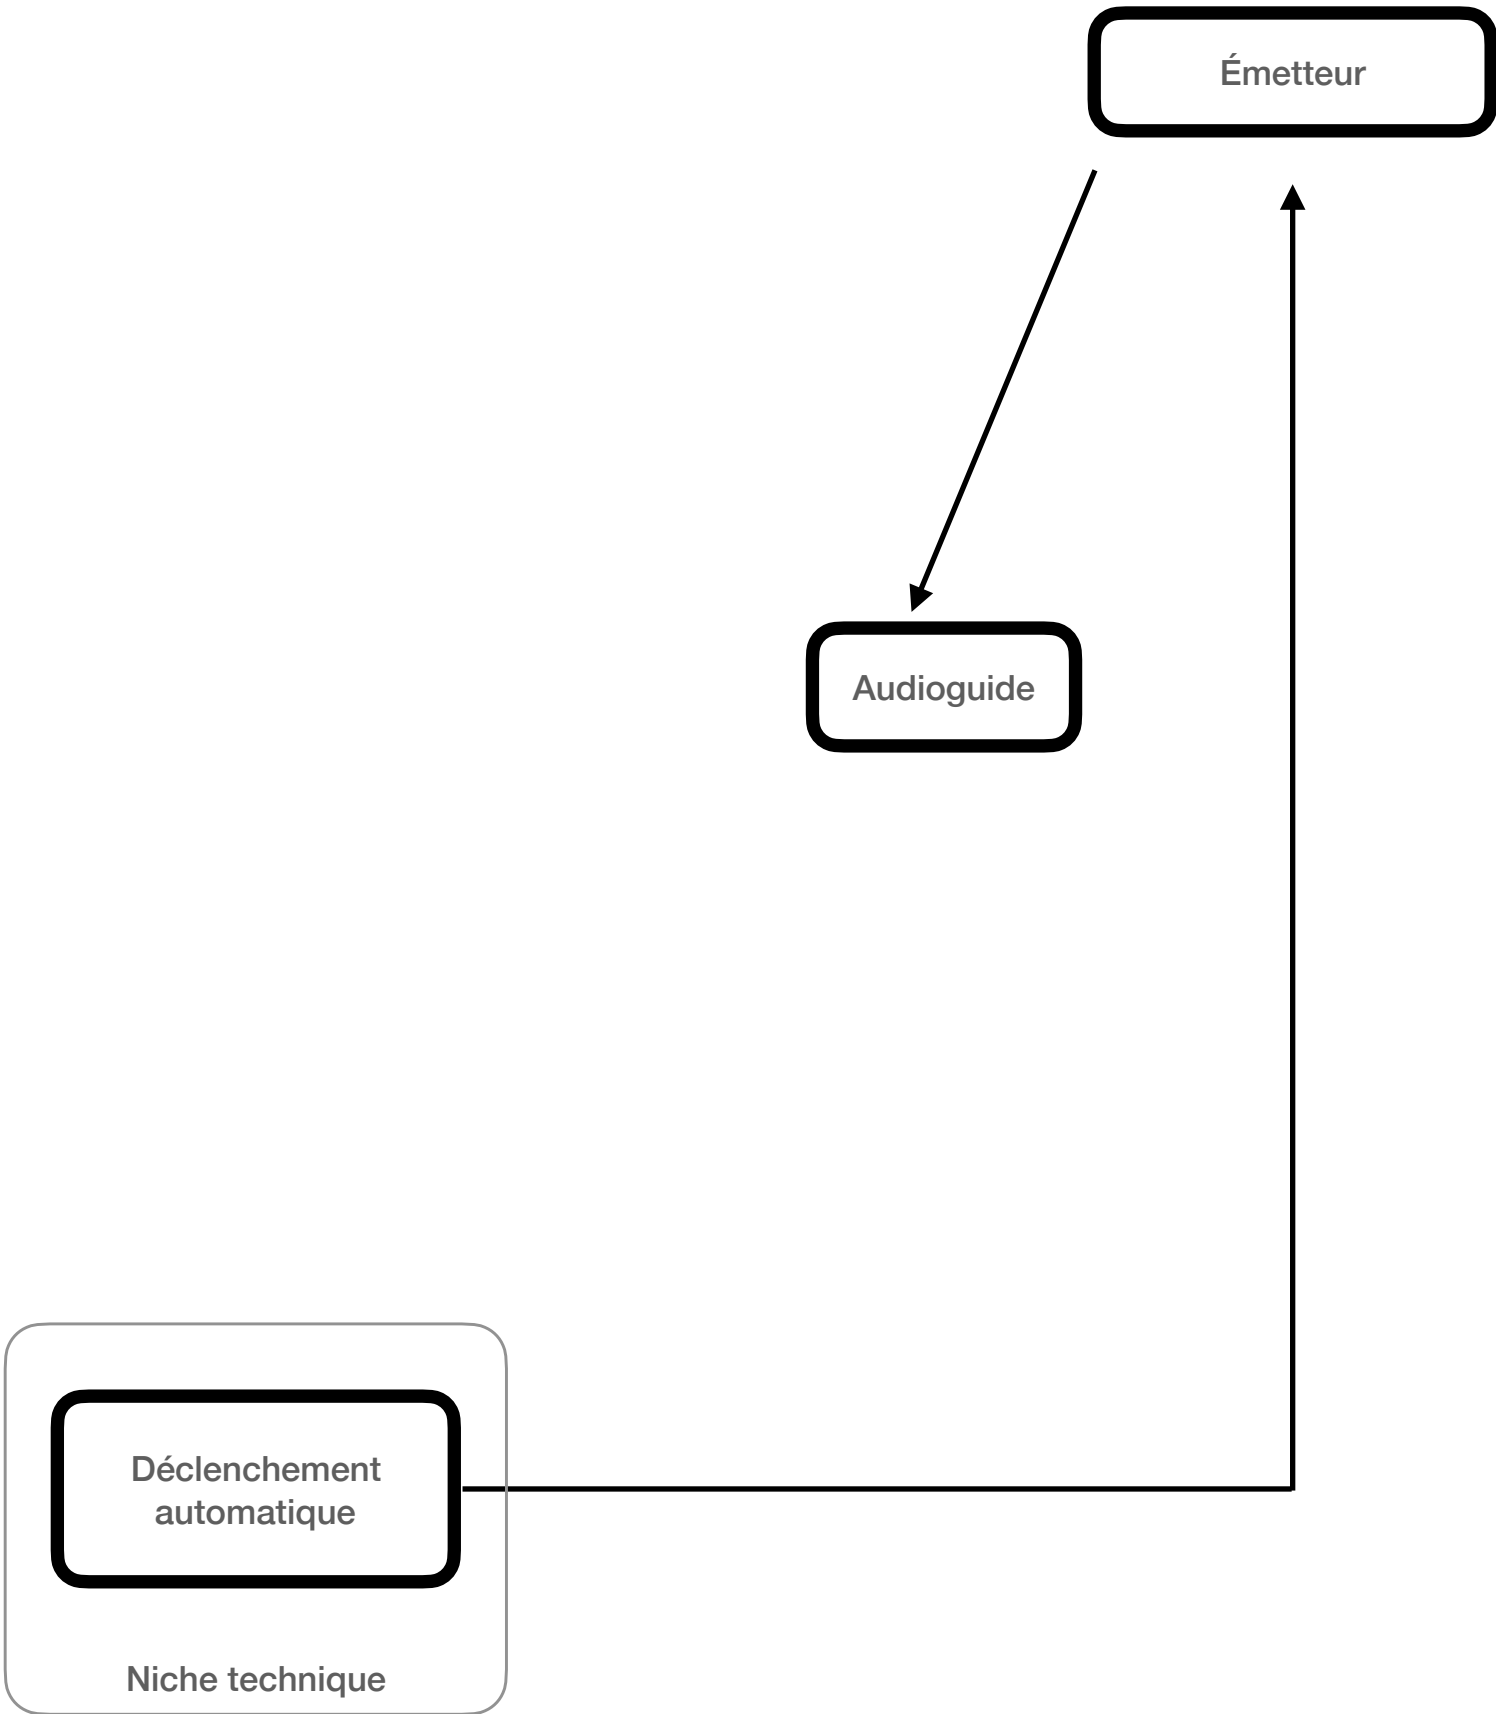 Émetteur
Audioguide
Déclenchement
automatique
Niche technique